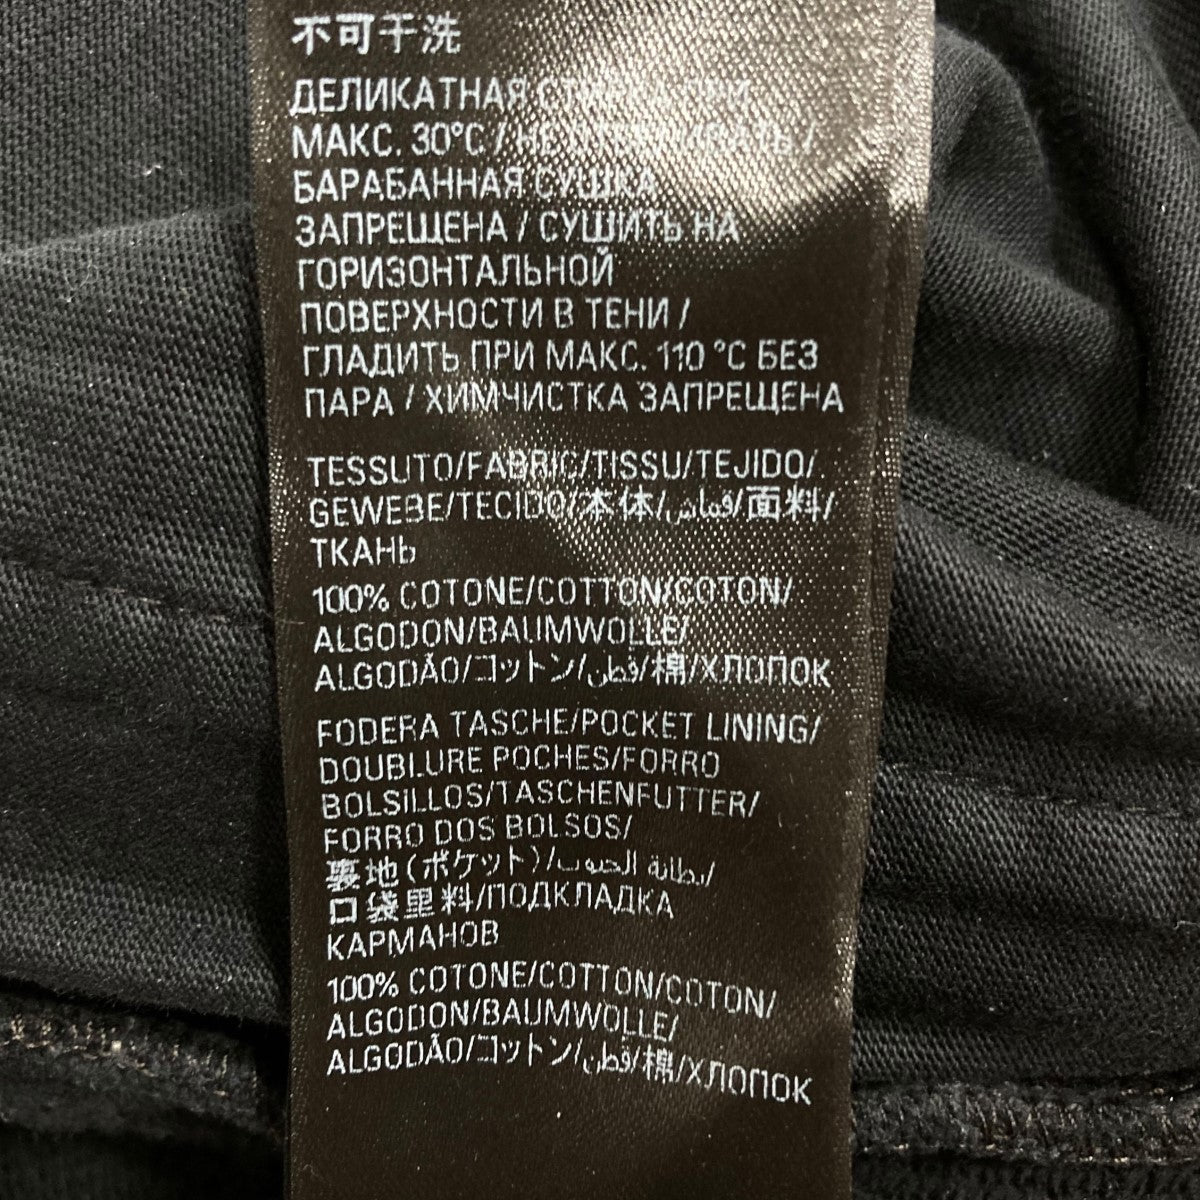 不可干洗
ДЕЛИКАТНАЯ СТИРКА ПРИ
МАКС. 30°C / НЕ ОТБЕЛИВАТЬ /
БАРАБАННАЯ СУШКА
ЗАПРЕЩЕНА / СУШИТЬ НА
ГОРИЗОНТАЛЬНОЙ
ПОВЕРХНОСТИ В ТЕНИ /
ГЛАДИТЬ ПРИ МАКС. 110 °C БЕЗ
ПАРА / ХИМЧИСТКА ЗАПРЕЩЕНА
TESSUTO/FABRIC/TISSU/TEJIDO/
GEWEBE/TECIDO/本体/قماش/面料/
ТКАНЬ
100% COTONE/COTTON/COTON/
ALGODON/BAUMWOLLE/
ALGODÃO/コットン/قطن/棉/ХЛОПОК
FODERA TASCHE/POCKET LINING/
DOUBLURE POCHES/FORRO
BOLSILLOS/TASCHENFUTTER/
FORRO DOS BOLSOS/
裏地(ポケット)/بطانة الجيوب/
口袋里料/ПОДКЛАДКА
КАРМАНОВ
100% COTONE/COTTON/COTON/
ALGODON/BAUMWOLLE/
ALGODÃO/コットン/قطن/棉/ХЛОПОК